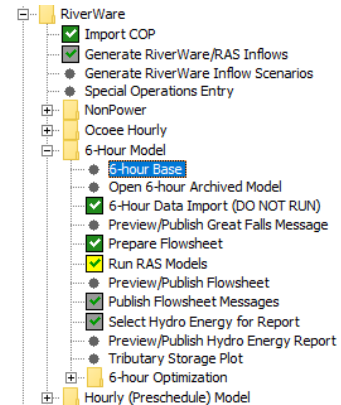 RiverWare
Import COP
Generate RiverWare/RAS Inflows
Generate RiverWare Inflow Scenarios
Special Operations Entry
NonPower
Ocoee Hourly
6-Hour Model
6-hour Base
Open 6-hour Archived Model
6-Hour Data Import (DO NOT RUN)
Preview/Publish Great Falls Message
Prepare Flowsheet
Run RAS Models
Preview/Publish Flowsheet
Publish Flowsheet Messages
Select Hydro Energy for Report
Preview/Publish Hydro Energy Report
Tributary Storage Plot
6-hour Optimization
Hourly (Preschedule) Model